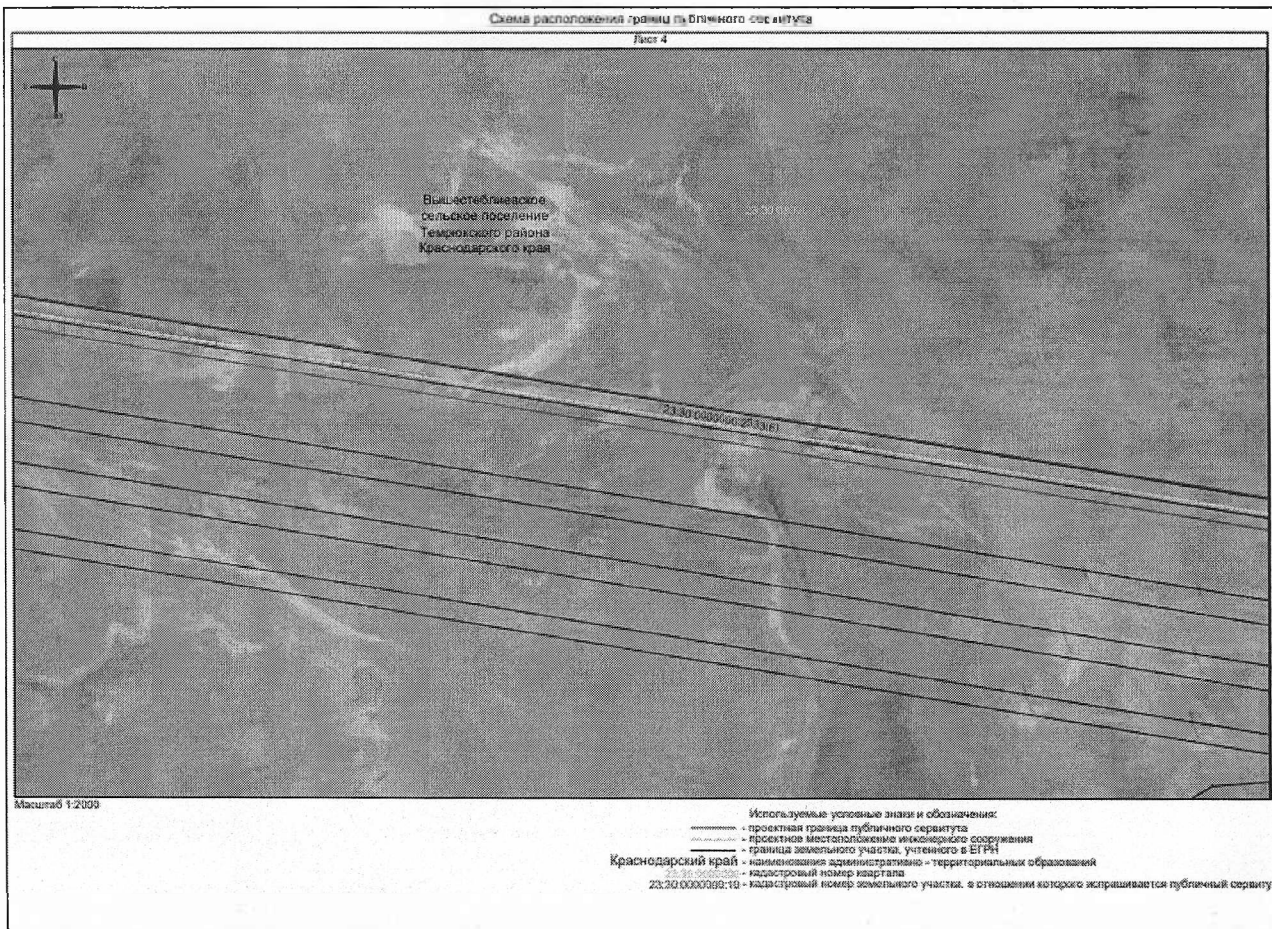 Схема расположения границ публичного сервитута
Лист 4
Вышестеблиевское
сельское поселение
Темрюкского района
Краснодарского края
Масштаб 1:2000
Используемые условные знаки и обозначения:
- проектная граница публичного сервитута
- проектное местоположение инженерного сооружения
- граница земельного участка, учтенного в ЕГРН
Краснодарский край - наименования административно - территориальных образований
- кадастровый номер квартала
23:30:0000000:10 - кадастровый номер земельного участка, в отношении которого испрашивается публичный сервиту